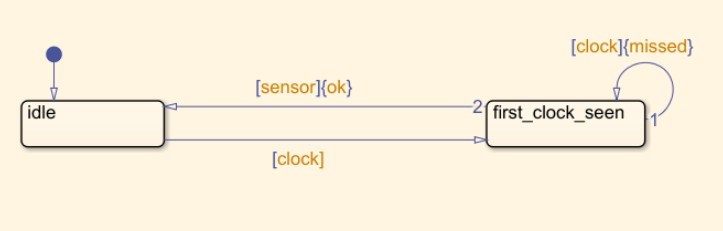 [clock]{missed}
[sensor]{ok}
idle
2
first_clock_seen
1
[clock]